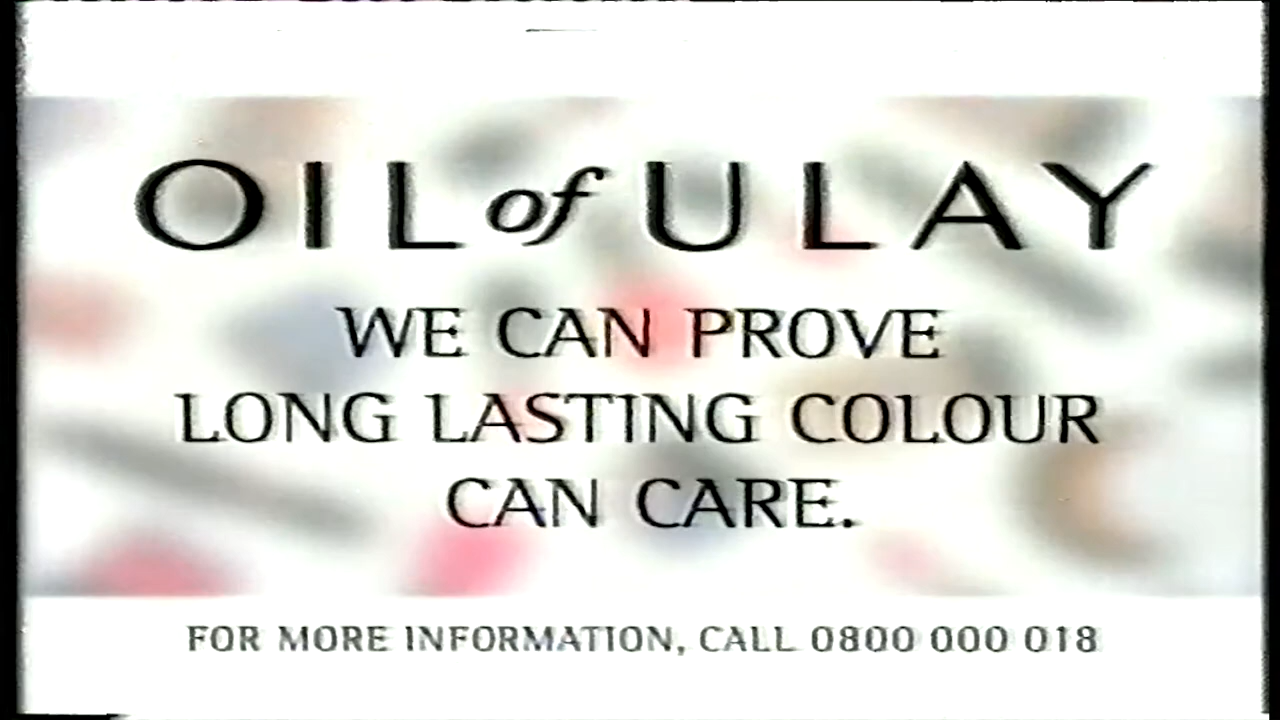 OIL of ULAY
WE CAN PROVE
LONG LASTING COLOUR
CAN CARE.
FOR MORE INFORMATION, CALL 0800 000 018